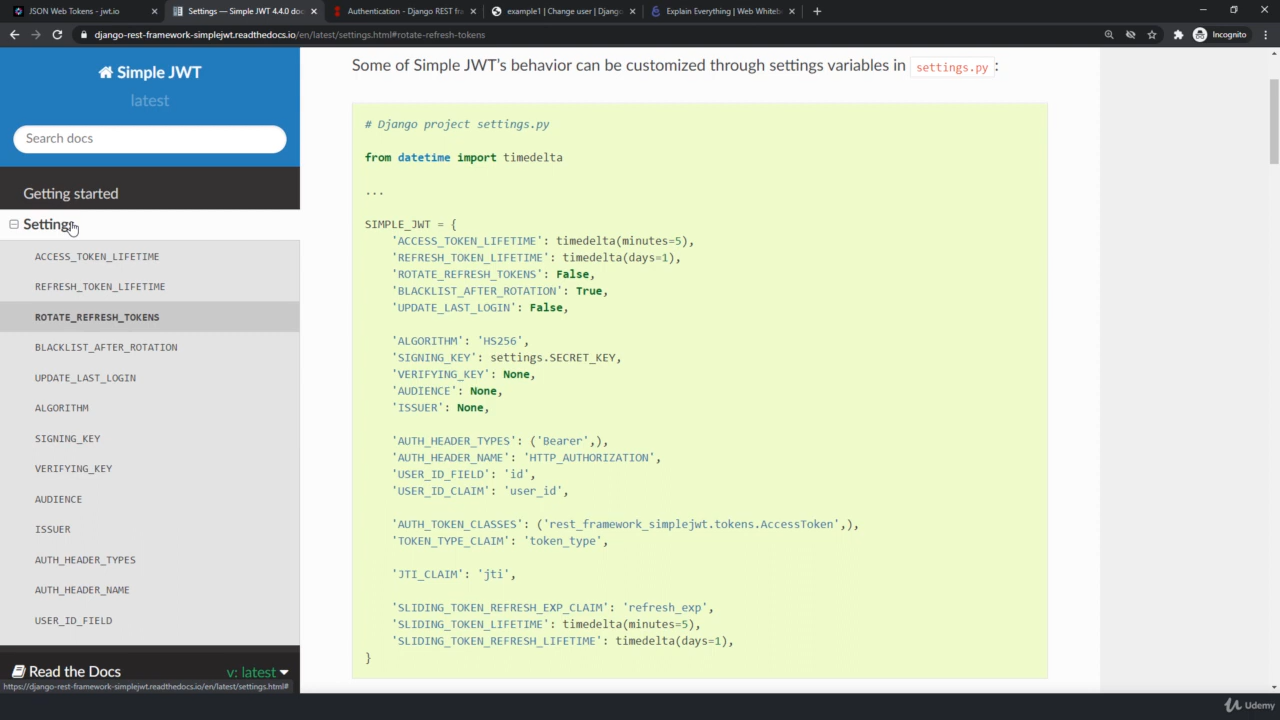 JSON Web Tokens - jwt.io
Settings — Simple JWT 4.4.0 doc
Authentication - Django REST fra
example1 | Change user | Django
Explain Everything | Web Whiteb
django-rest-framework-simplejwt.readthedocs.io/en/latest/settings.html#rotate-refresh-tokens
Incognito
Simple JWT
latest
Search docs
Getting started
Settings
ACCESS_TOKEN_LIFETIME
REFRESH_TOKEN_LIFETIME
ROTATE_REFRESH_TOKENS
BLACKLIST_AFTER_ROTATION
UPDATE_LAST_LOGIN
ALGORITHM
SIGNING_KEY
VERIFYING_KEY
AUDIENCE
ISSUER
AUTH_HEADER_TYPES
AUTH_HEADER_NAME
USER_ID_FIELD
Read the Docs
v: latest
https://django-rest-framework-simplejwt.readthedocs.io/en/latest/settings.html#
Some of Simple JWT's behavior can be customized through settings variables in settings.py:
# Django project settings.py
from datetime import timedelta
...
SIMPLE_JWT = {
'ACCESS_TOKEN_LIFETIME': timedelta(minutes=5),
'REFRESH_TOKEN_LIFETIME': timedelta(days=1),
'ROTATE_REFRESH_TOKENS': False,
'BLACKLIST_AFTER_ROTATION': True,
'UPDATE_LAST_LOGIN': False,
'ALGORITHM': 'HS256',
'SIGNING_KEY': settings.SECRET_KEY,
'VERIFYING_KEY': None,
'AUDIENCE': None,
'ISSUER': None,
'AUTH_HEADER_TYPES': ('Bearer',),
'AUTH_HEADER_NAME': 'HTTP_AUTHORIZATION',
'USER_ID_FIELD': 'id',
'USER_ID_CLAIM': 'user_id',
'AUTH_TOKEN_CLASSES': ('rest_framework_simplejwt.tokens.AccessToken',),
'TOKEN_TYPE_CLAIM': 'token_type',
'JTI_CLAIM': 'jti',
'SLIDING_TOKEN_REFRESH_EXP_CLAIM': 'refresh_exp',
'SLIDING_TOKEN_LIFETIME': timedelta(minutes=5),
'SLIDING_TOKEN_REFRESH_LIFETIME': timedelta(days=1),
}
Udemy